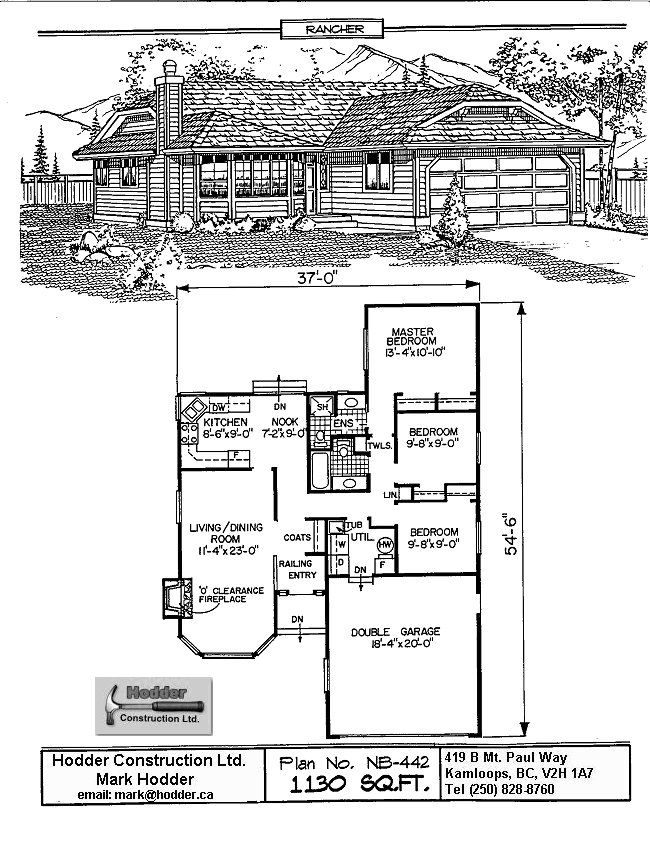 RANCHER
37'-0"
MASTER
BEDROOM
13'-4"x10'-10"
DN
DW
KITCHEN
8'-6"x9'-0"
NOOK
7'-2"x9'-0"
SH
ENS
F
TWLS.
BEDROOM
9'-8"x9'-0"
LIN.
LIVING/DINING
ROOM
11'-4"x23'-0"
COATS
TUB
UTIL.
W
D
HW
F
BEDROOM
9'-8"x9'-0"
54'-6"
RAILING
ENTRY
DN
'O' CLEARANCE
FIREPLACE
DN
DOUBLE GARAGE
18'-4"x20'-0"
Hodder
Construction Ltd.
Hodder Construction Ltd.
Mark Hodder
email: mark@hodder.ca
Plan No. NB-442
1130 SQ.FT.
419 B Mt. Paul Way
Kamloops, BC, V2H 1A7
Tel (250) 828-8760